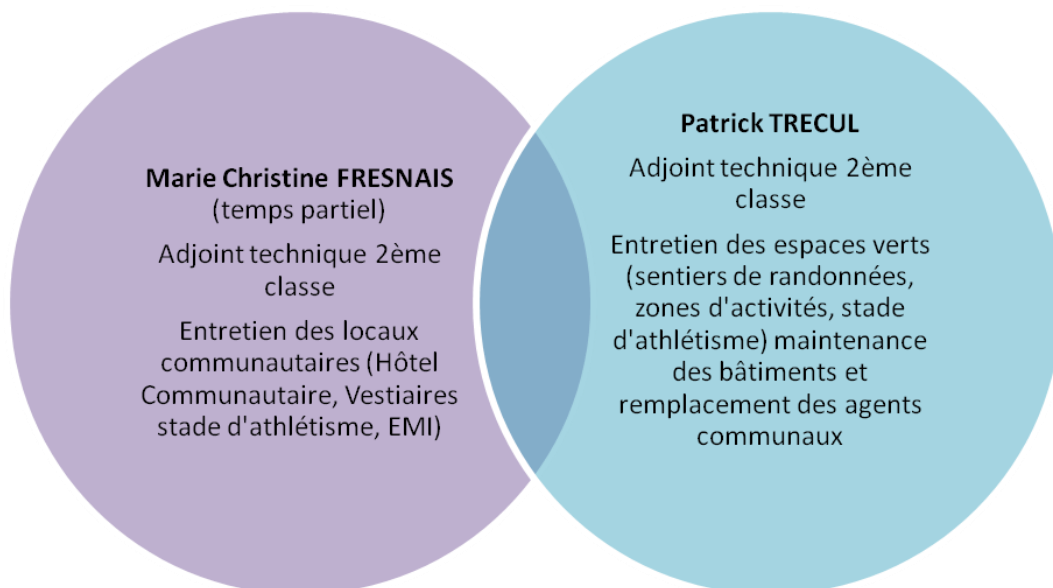 Marie Christine FRESNAIS
(temps partiel)
Adjoint technique 2ème
classe
Entretien des locaux
communautaires (Hôtel
Communautaire, Vestiaires
stade d'athlétisme, EMI)
Patrick TRECUL
Adjoint technique 2ème
classe
Entretien des espaces verts
(sentiers de randonnées,
zones d'activités, stade
d'athlétisme) maintenance
des bâtiments et
remplacement des agents
communaux